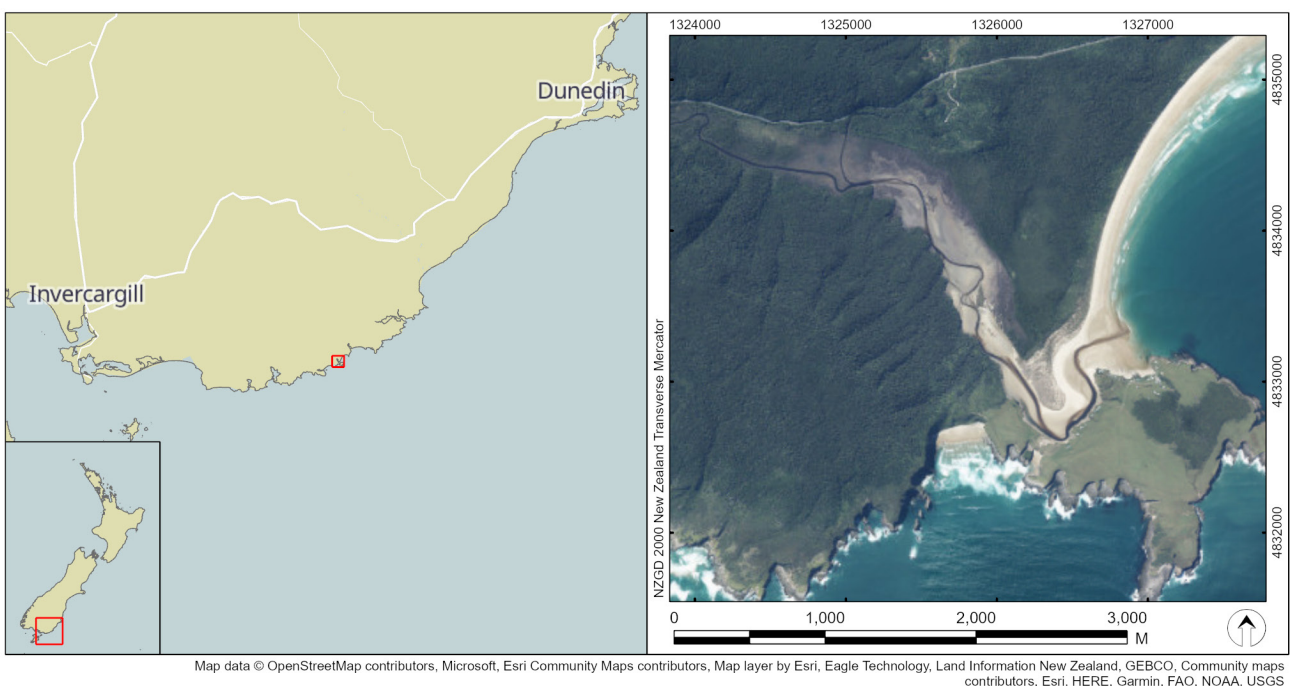 Dunedin
Invercargill
1324000 1325000 1326000 1327000
4835000
4834000
4833000
4832000
NZGD 2000 New Zealand Transverse Mercator
0 1,000 2,000 3,000
M
Map data © OpenStreetMap contributors, Microsoft, Esri Community Maps contributors, Map layer by Esri, Eagle Technology, Land Information New Zealand, GEBCO, Community maps
contributors, Esri, HERE, Garmin, FAO, NOAA, USGS